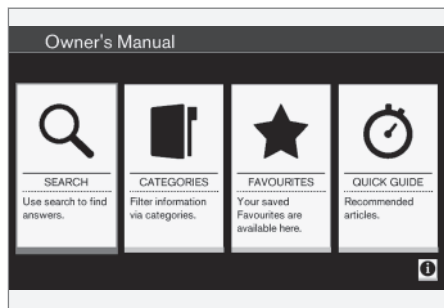 Owner's Manual
SEARCH
Use search to find
answers.
CATEGORIES
Filter information
via categories.
FAVOURITES
Your saved
Favourites are
available here.
QUICK GUIDE
Recommended
articles.